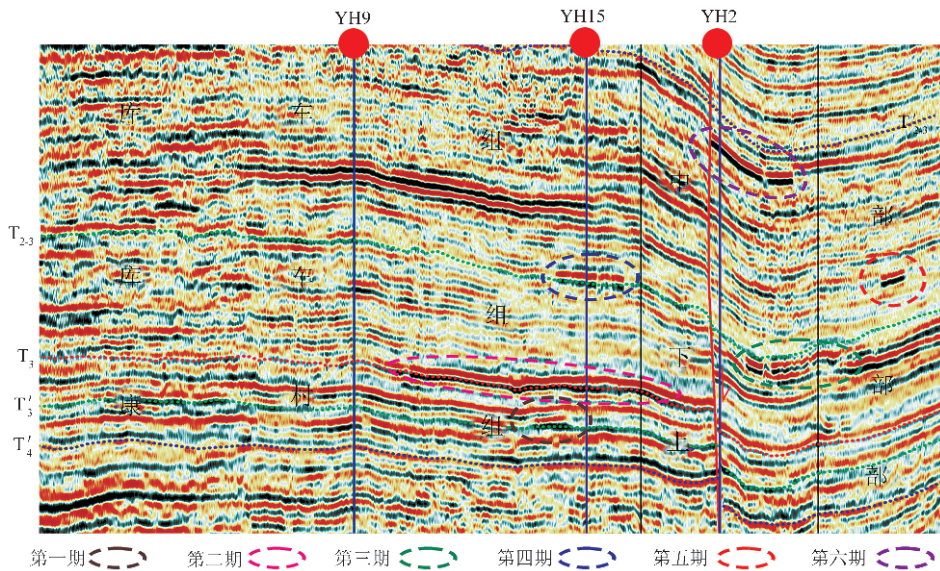 YH9 YH15 YH2
库 车 组 中 部
T2-3
T2-3
库 车 组 下 部
T3
康 村 组 上 部
T′3
T′4
第一期 第二期 第三期 第四期 第五期 第六期